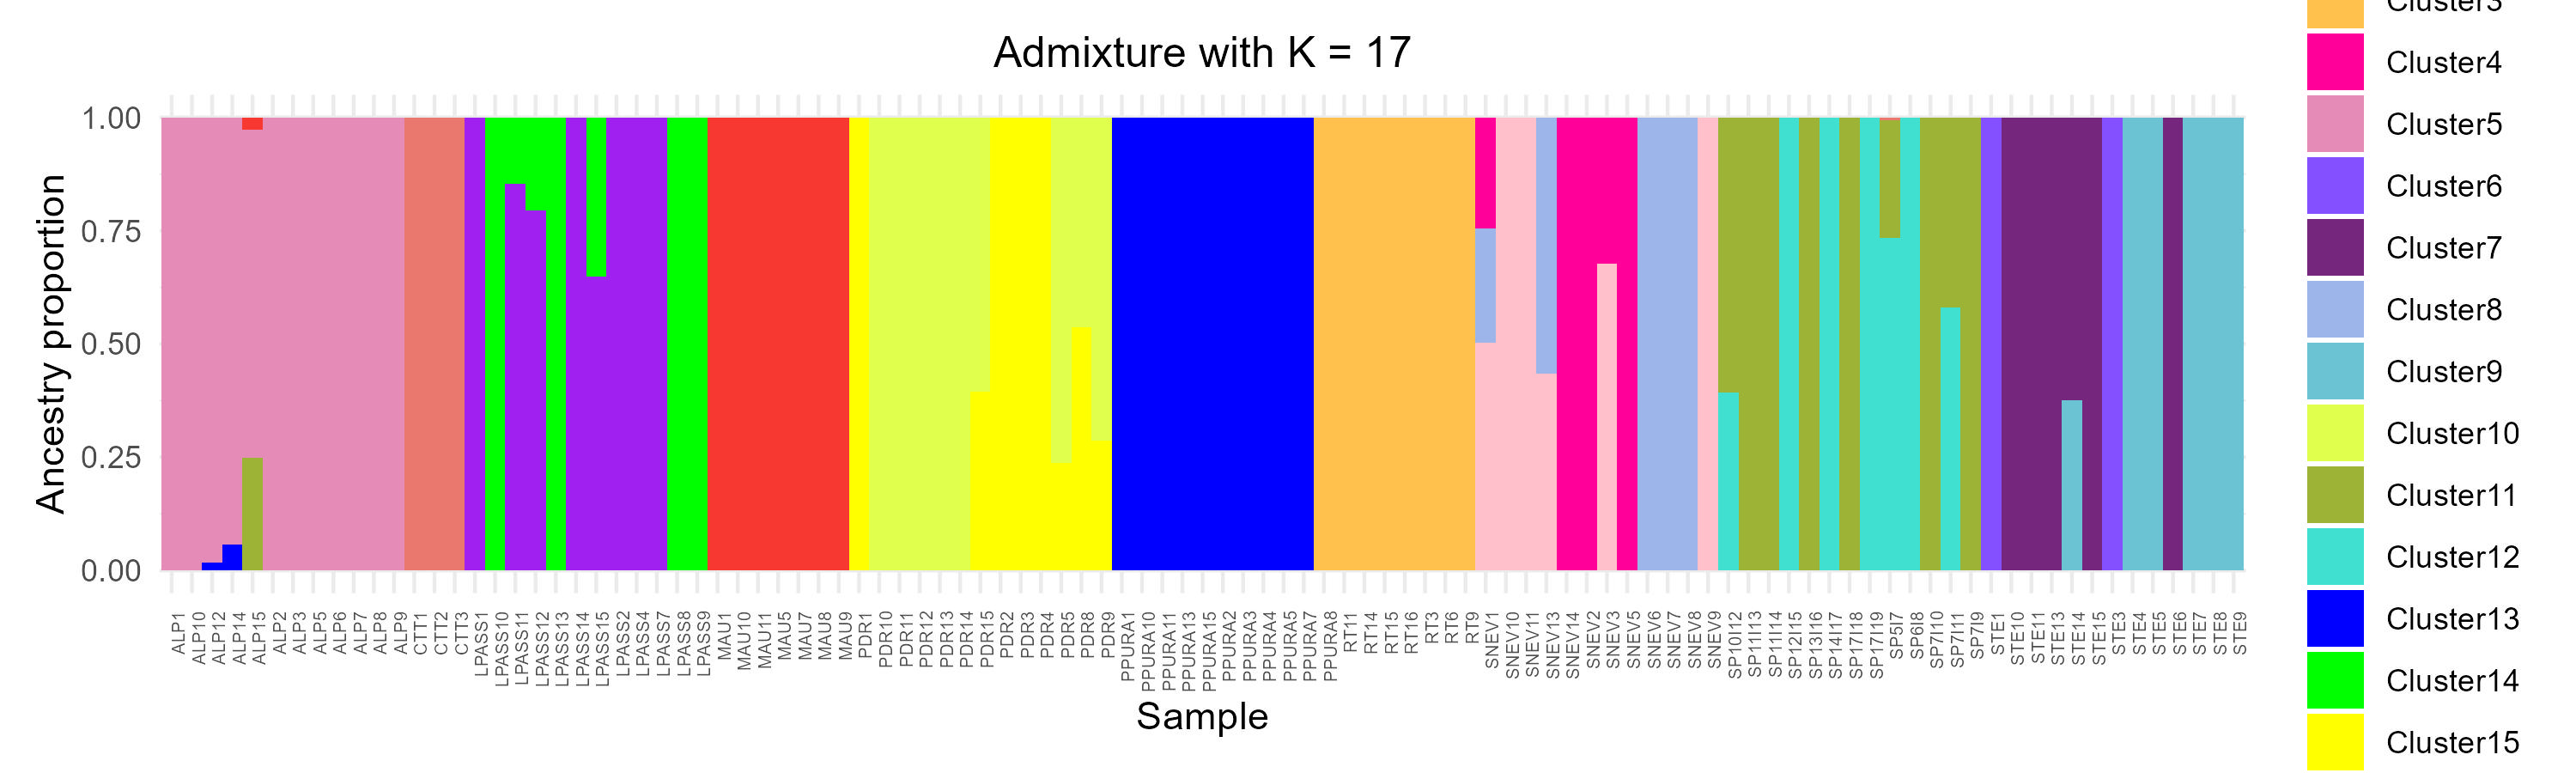 Admixture with K = 17
Ancestry proportion
1.00
0.75
0.50
0.25
0.00
ALP1
ALP10
ALP12
ALP14
ALP15
ALP2
ALP3
ALP5
ALP6
ALP7
ALP8
ALP9
CTT1
CTT2
CTT3
LPASS1
LPASS10
LPASS11
LPASS12
LPASS13
LPASS14
LPASS15
LPASS2
LPASS4
LPASS7
LPASS8
LPASS9
MAU1
MAU10
MAU11
MAU5
MAU7
MAU8
MAU9
PDR1
PDR10
PDR11
PDR12
PDR13
PDR14
PDR15
PDR2
PDR3
PDR4
PDR5
PDR8
PDR9
PPURA1
PPURA10
PPURA11
PPURA13
PPURA15
PPURA2
PPURA3
PPURA4
PPURA5
PPURA7
PPURA8
RT11
RT14
RT15
RT16
RT3
RT6
RT9
SNEV1
SNEV10
SNEV11
SNEV13
SNEV14
SNEV2
SNEV3
SNEV5
SNEV6
SNEV7
SNEV8
SNEV9
SP10I12
SP11I13
SP11I14
SP12I15
SP13I16
SP14I17
SP17I18
SP17I19
SP5I7
SP6I8
SP7I10
SP7I11
SP7I9
STE1
STE10
STE11
STE13
STE14
STE15
STE3
STE4
STE5
STE6
STE7
STE8
STE9
Sample
Cluster3
Cluster4
Cluster5
Cluster6
Cluster7
Cluster8
Cluster9
Cluster10
Cluster11
Cluster12
Cluster13
Cluster14
Cluster15